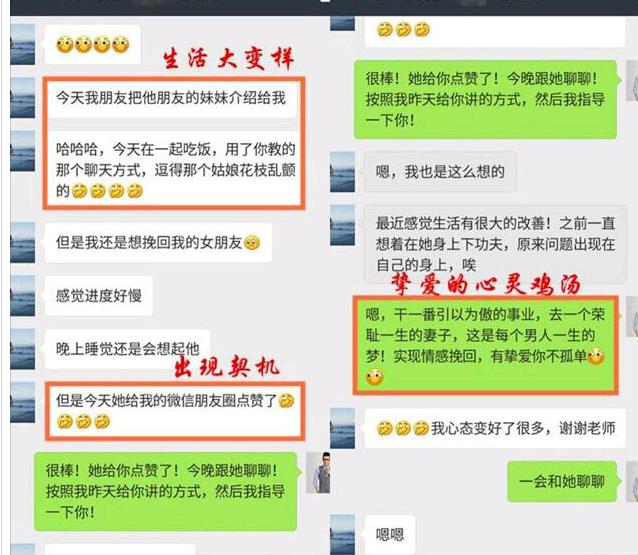 生活大变样
今天我朋友把他朋友的妹妹介绍给我
哈哈哈，今天在一起吃饭，用了你教的
那个聊天方式，逗得那个姑娘花枝乱颤
的
但是我还是想挽回我的女朋友
感觉进度好慢
晚上睡觉还是会想起他
出现契机
但是今天她给我的微信朋友圈点赞了
很棒！她给你点赞了！今晚跟她聊聊！
按照我昨天给你讲的方式，然后我指导
一下你！
很棒！她给你点赞了！今晚跟她聊聊！
按照我昨天给你讲的方式，然后我指导
一下你！
嗯，我也是这么想的
最近感觉生活有很大的改善！之前一直
想着在她身上下功夫，原来问题出现在
自己的身上，唉
挚爱的心灵鸡汤
嗯，干一番引以为傲的事业，去一个荣
耻一生的妻子，这是每个男人一生的
梦！实现情感挽回，有挚爱你不孤单
我心态变好了很多，谢谢老师
一会和她聊聊
嗯嗯